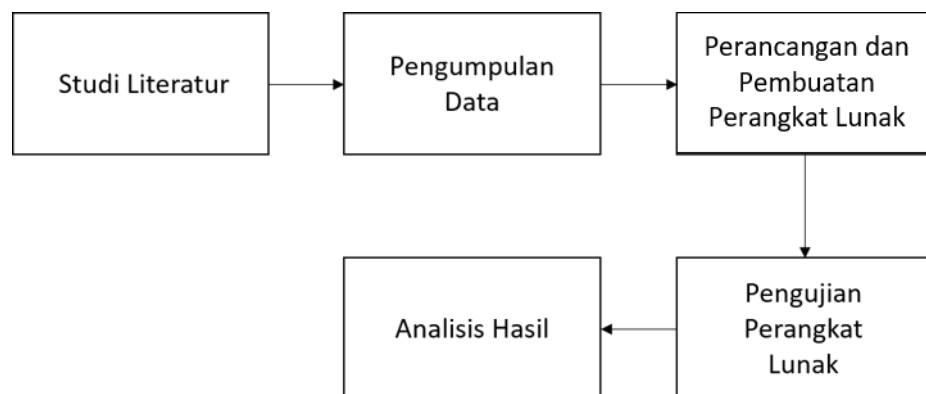 Studi Literatur
Pengumpulan
Data
Perancangan dan
Pembuatan
Perangkat Lunak
Pengujian
Perangkat
Lunak
Analisis Hasil